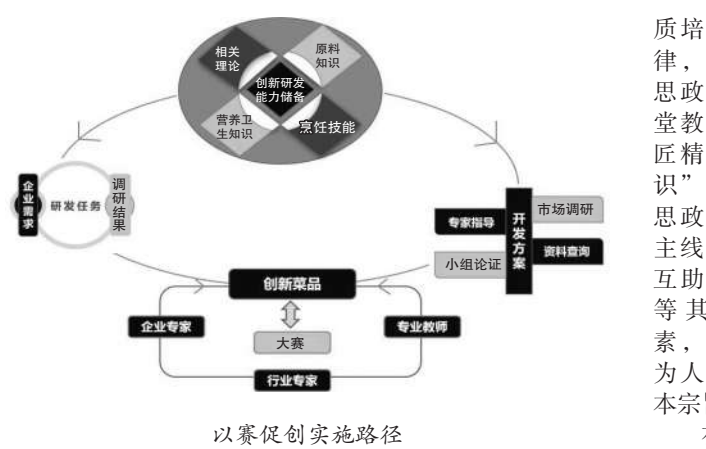 相关
理论
原料
知识
创新研发
能力储备
营养卫
生知识
烹饪技能
企业需求
研发任务
调研结果
专家指导
开发方案
市场调研
小组论证
资料查询
创新菜品
企业专家
大赛
专业教师
行业专家
以赛促创实施路径
质培
律，
思政
堂教
匠精
识”
思政
主线
互助
等其
素，
为人
本宗